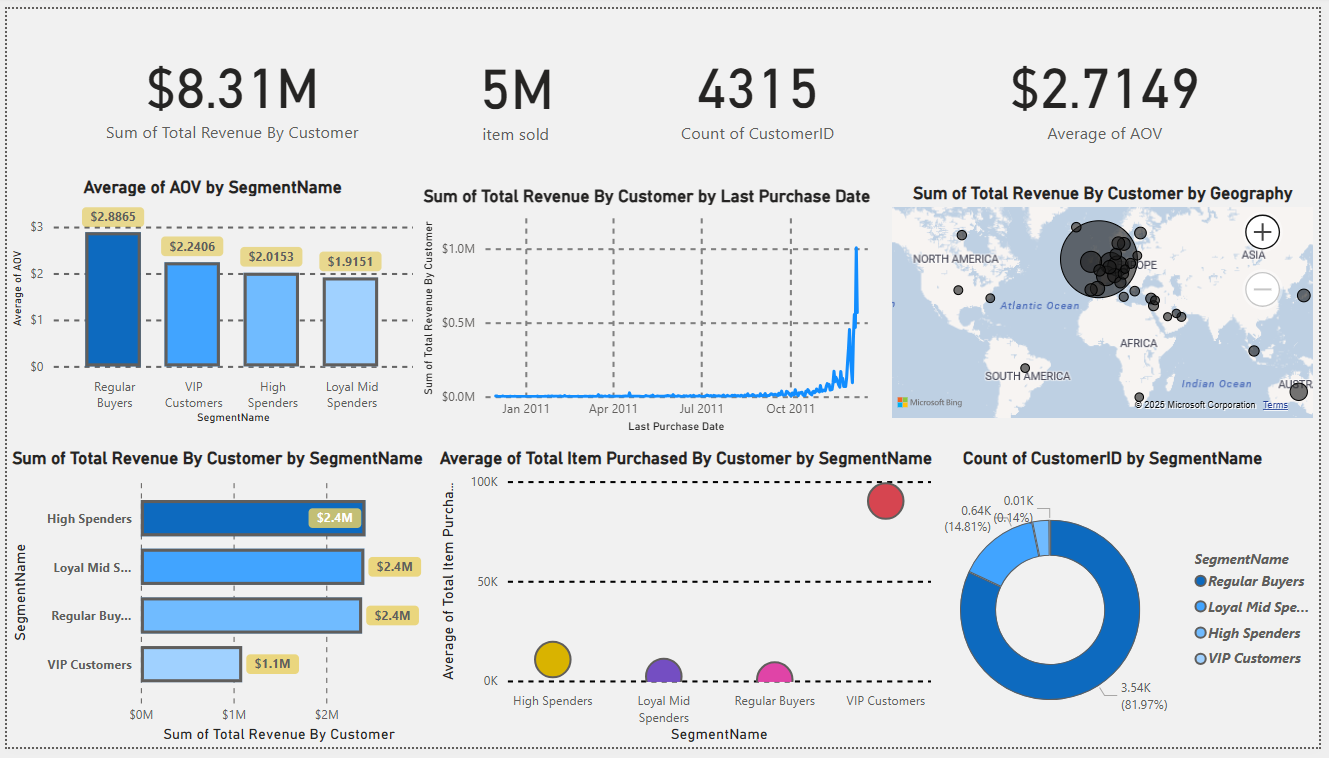 $8.31M
Sum of Total Revenue By Customer
5M
item sold
4315
Count of CustomerID
$2.7149
Average of AOV
Average of AOV by SegmentName
Average of AOV
$3
$2
$1
$0
$2.8865
$2.2406
$2.0153
$1.9151
Regular
Buyers
VIP
Customers
High
Spenders
Loyal Mid
Spenders
SegmentName
Sum of Total Revenue By Customer by Last Purchase Date
Sum of Total Revenue By Customer
$1.0M
$0.5M
$0.0M
Jan 2011
Apr 2011
Jul 2011
Oct 2011
Last Purchase Date
Sum of Total Revenue By Customer by Geography
NORTH AMERICA
OPE
ASIA
Atlantic Ocean
AFRICA
SOUTH AMERICA
Indian Ocean
AUSTR
Microsoft Bing
© 2025 Microsoft Corporation
Terms
Sum of Total Revenue By Customer by SegmentName
SegmentName
High Spenders
$2.4M
Loyal Mid S...
$2.4M
Regular Buy...
$2.4M
VIP Customers
$1.1M
$0M
$1M
$2M
Sum of Total Revenue By Customer
Average of Total Item Purchased By Customer by SegmentName
Average of Total Item Purcha...
100K
50K
0K
High Spenders
Loyal Mid
Spenders
Regular Buyers
VIP Customers
SegmentName
Count of CustomerID by SegmentName
0.01K
(0.14%)
0.64K
(14.81%)
3.54K
(81.97%)
SegmentName
Regular Buyers
Loyal Mid Spe...
High Spenders
VIP Customers